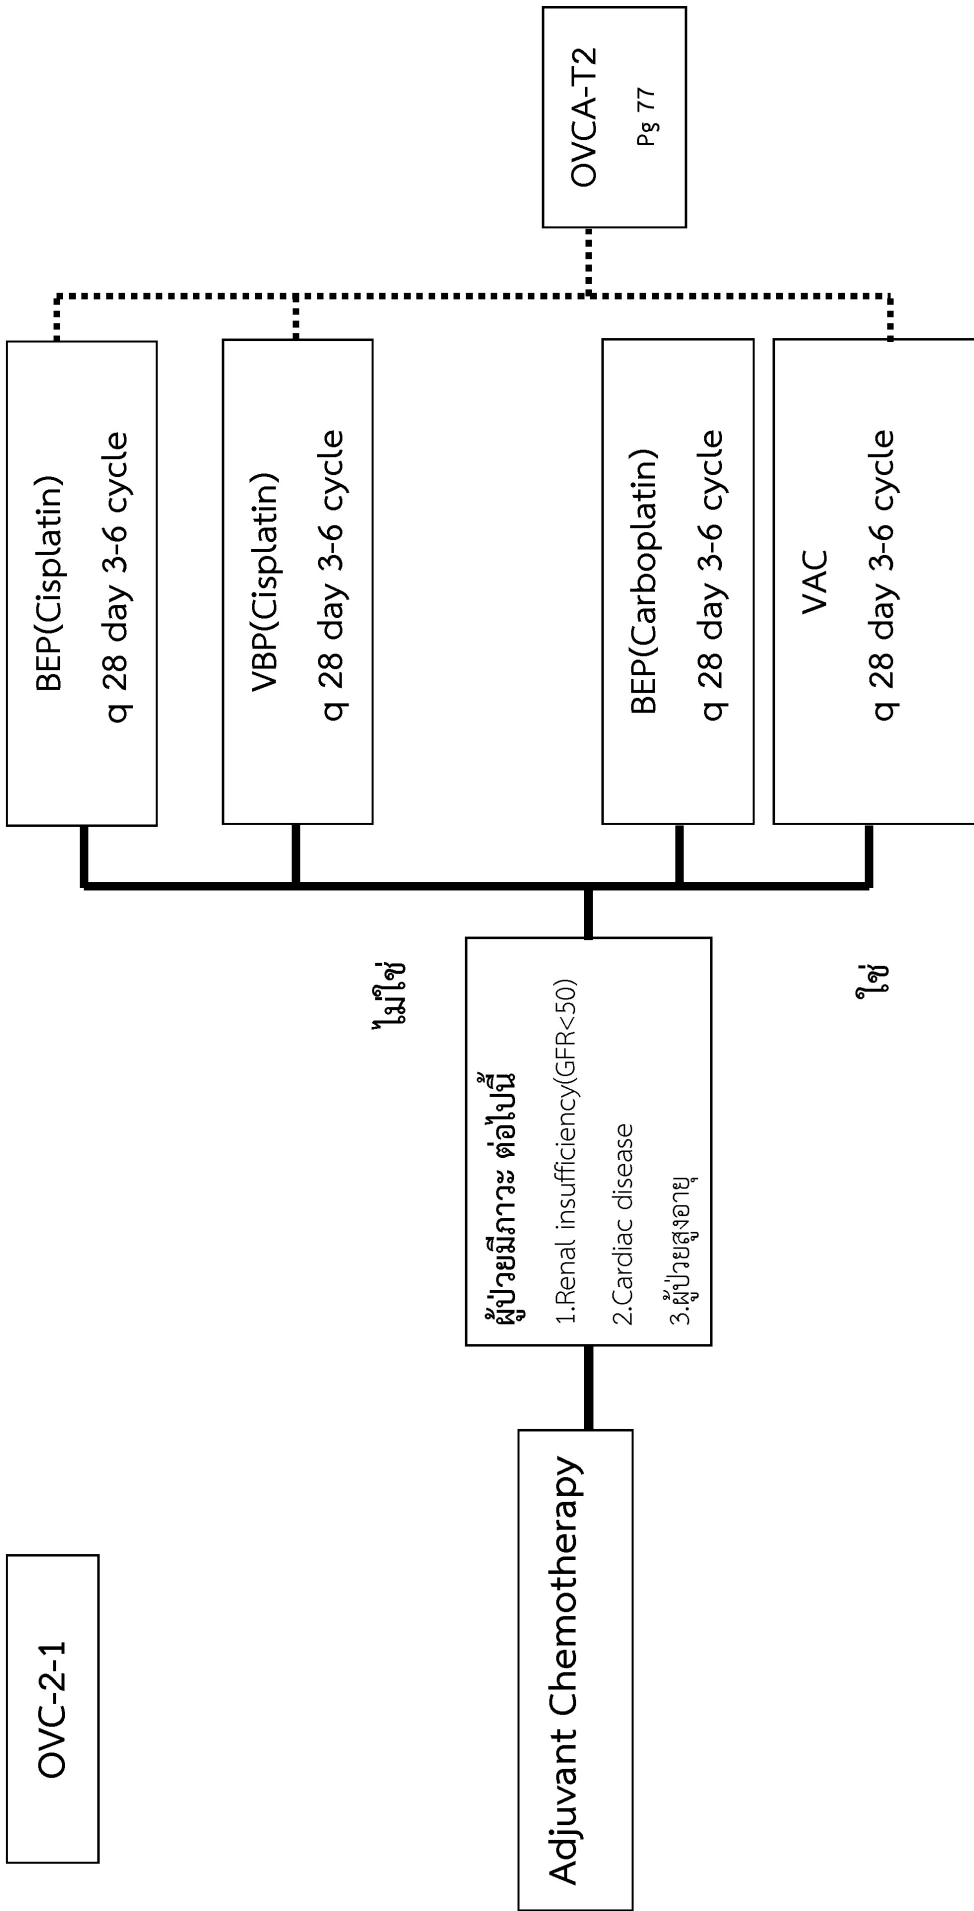 OVC-2-1
Adjuvant Chemotherapy
ผู้ป่วยมีภาวะ ต่อไปนี้
1.Renal insufficiency(GFR<50)
2.Cardiac disease
3.ผู้ป่วยสูงอายุ
ไม่ใช่
ใช่
BEP(Cisplatin)
q 28 day 3-6 cycle
VBP(Cisplatin)
q 28 day 3-6 cycle
BEP(Carboplatin)
q 28 day 3-6 cycle
VAC
q 28 day 3-6 cycle
OVCA-T2
Pg 77